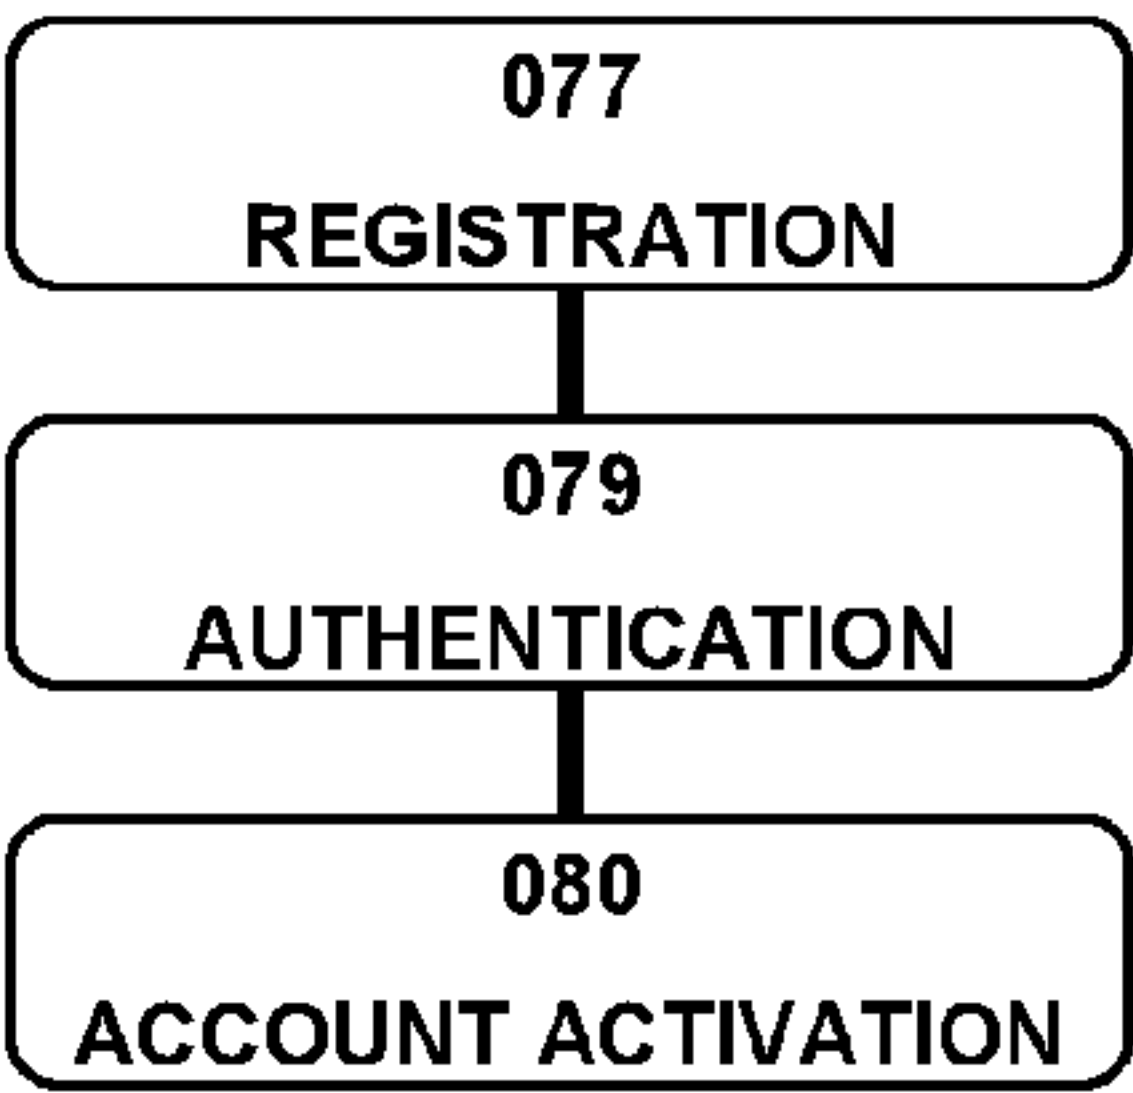 077
REGISTRATION
079
AUTHENTICATION
080
ACCOUNT ACTIVATION